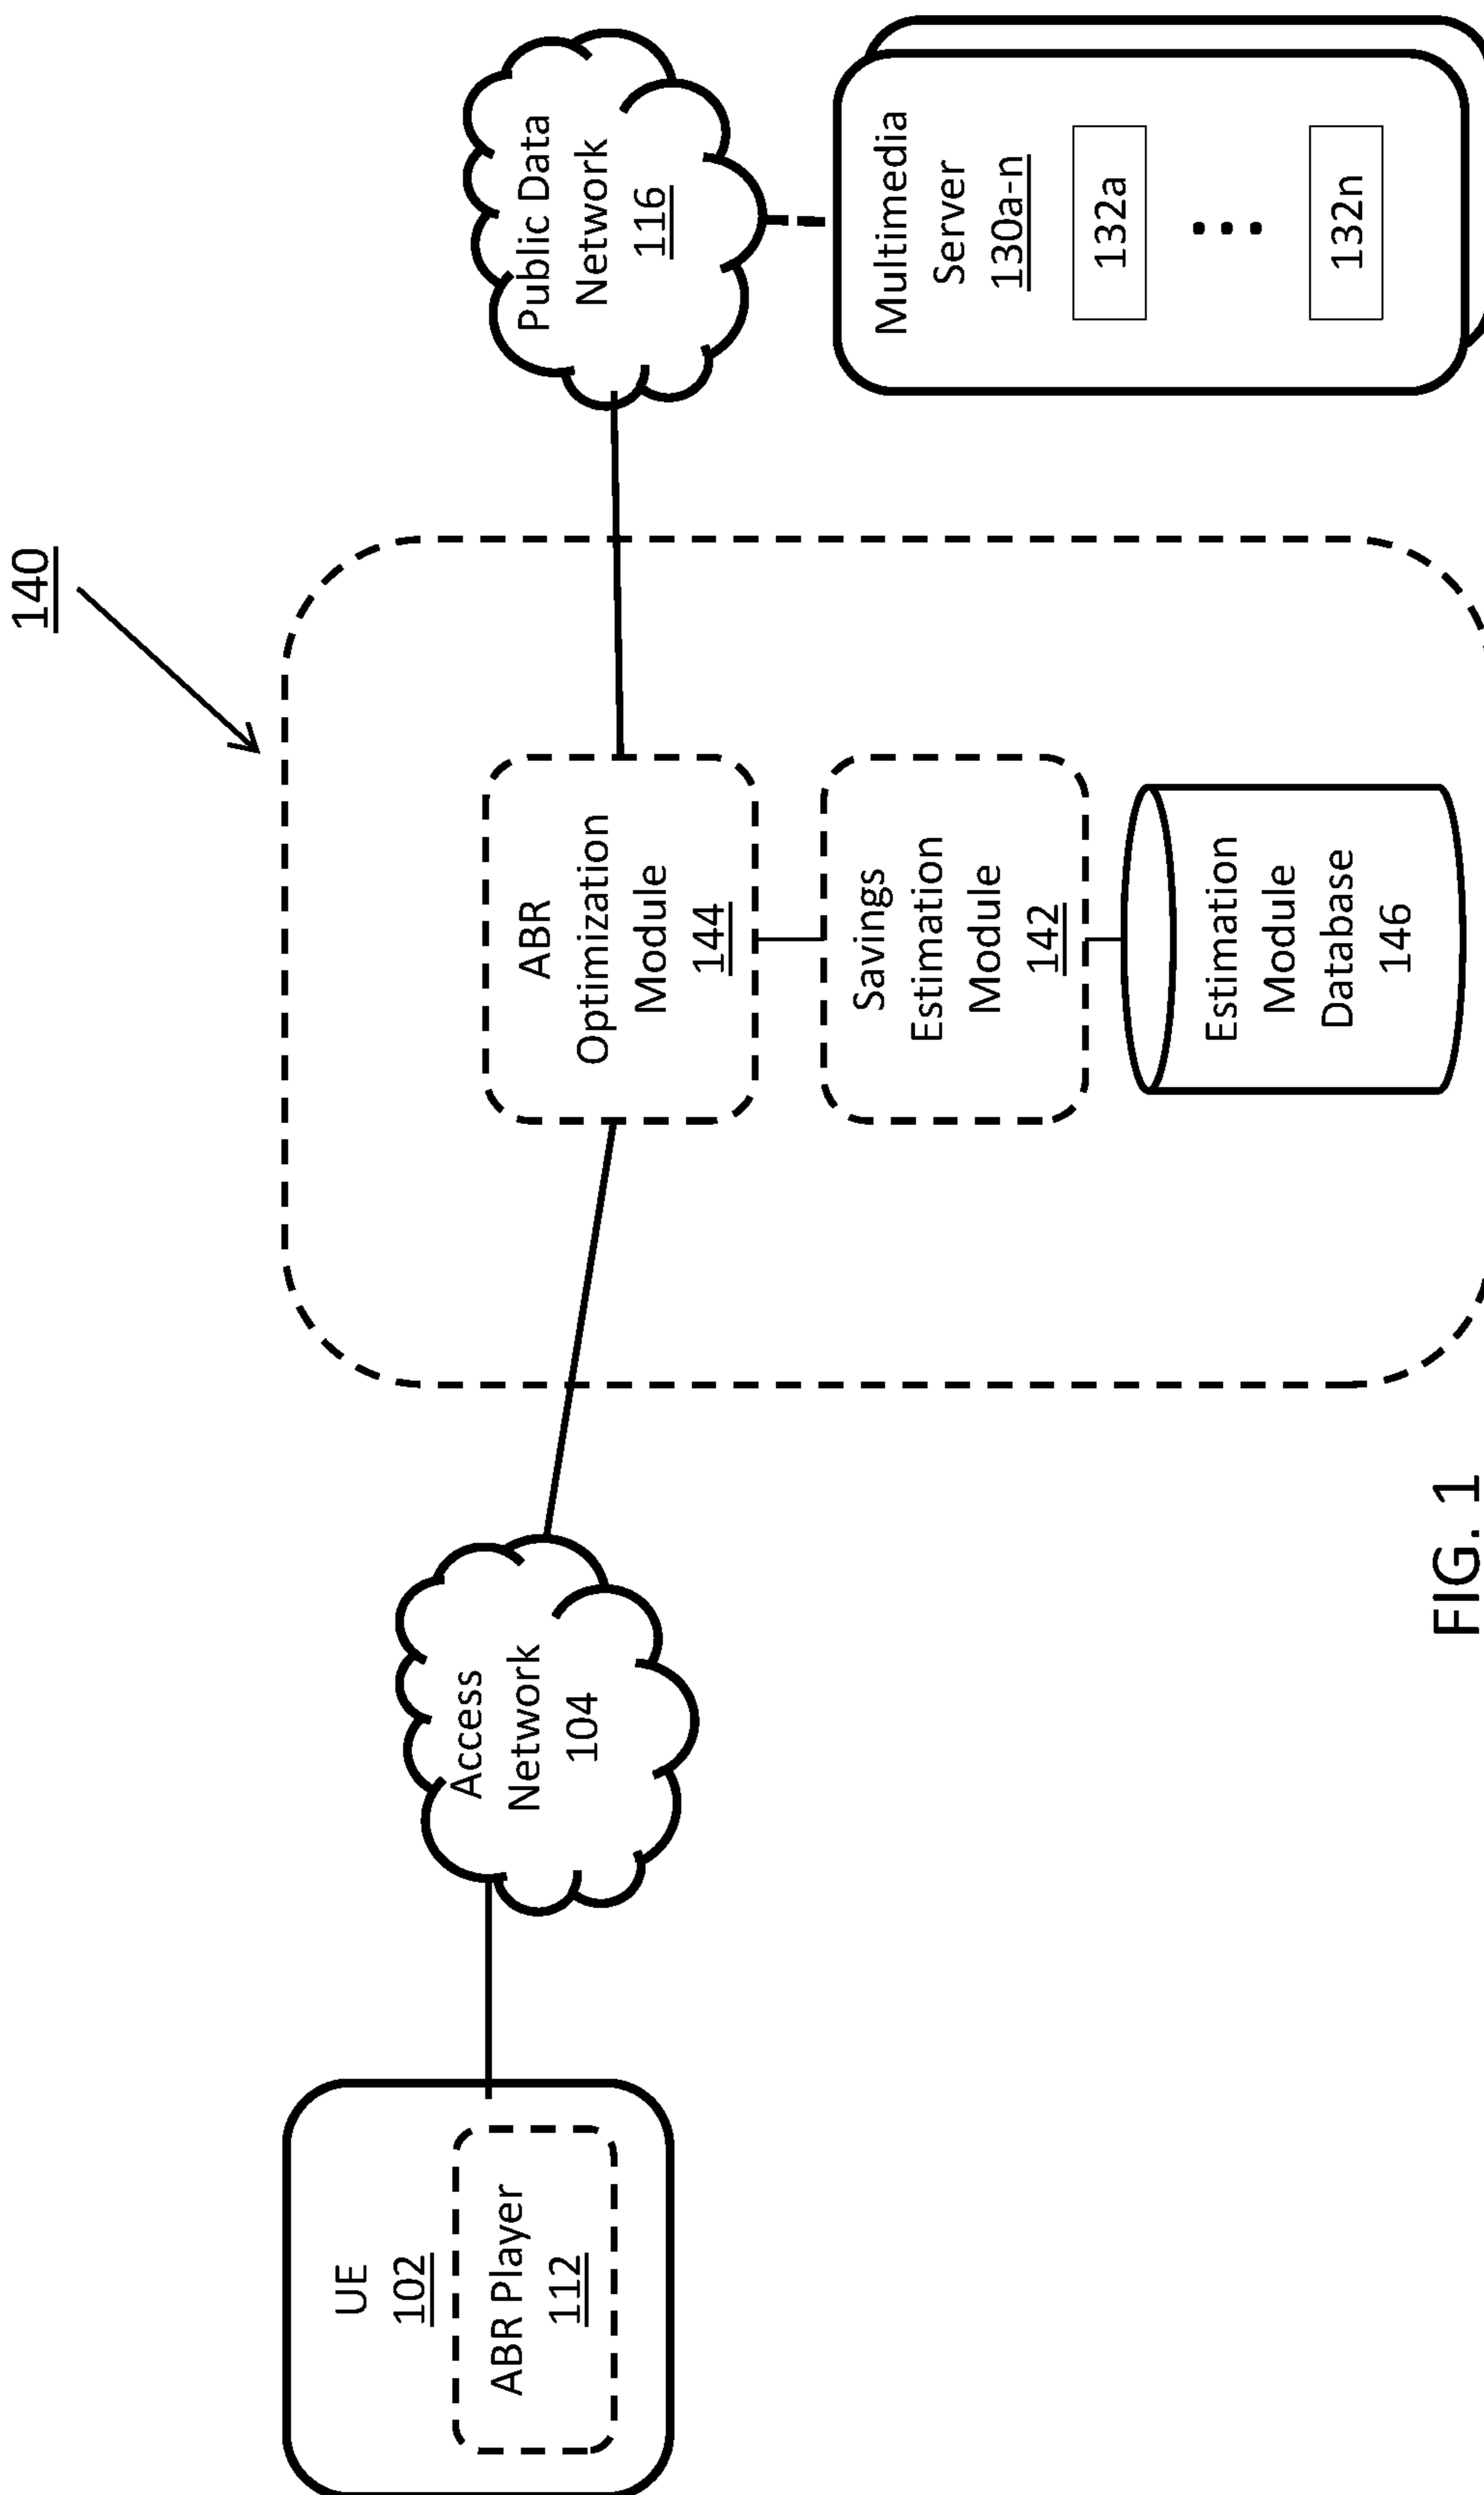 140
UE
102
ABR Player
112
Access
Network
104
ABR
Optimization
Module
144
Savings
Estimation
Module
142
Estimation
Module
Database
146
Public Data
Network
116
Multimedia
Server
130a-n
132a
132n
FIG. 1